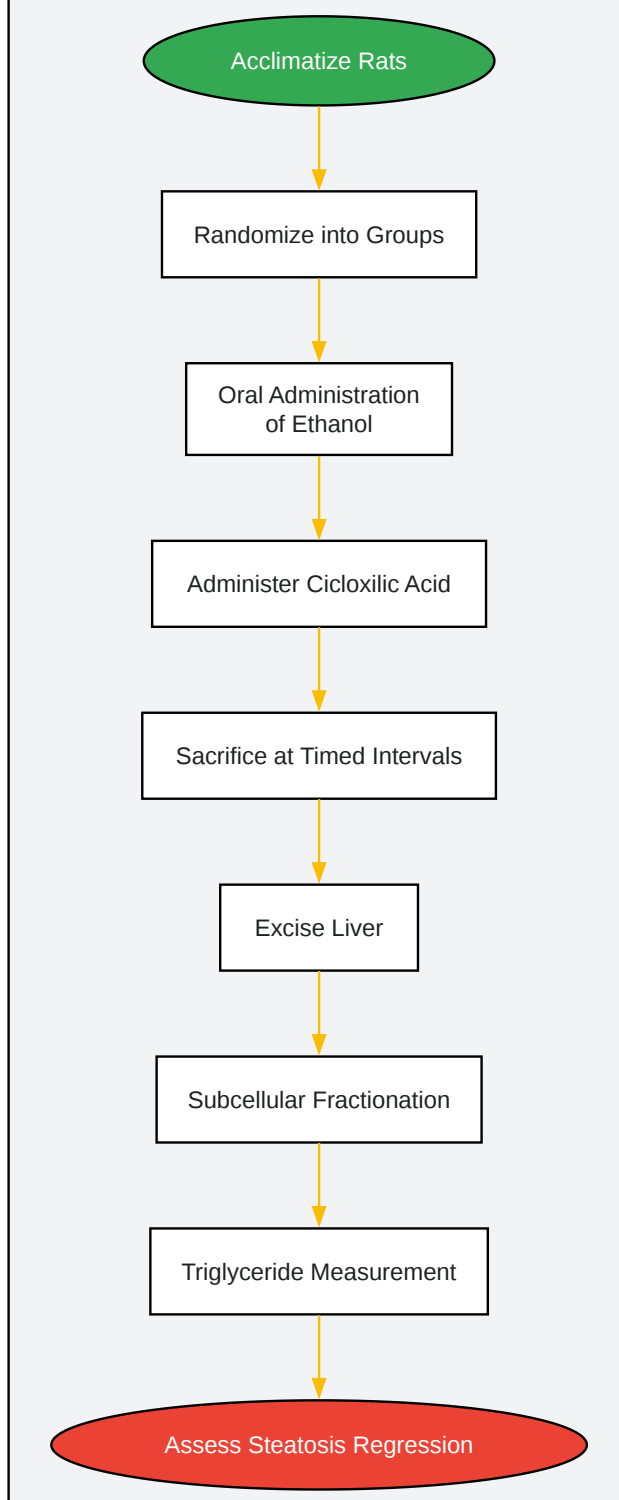 Acclimatize Rats
Randomize into Groups
Oral Administration
of Ethanol
Administer Cicloxilic Acid
Sacrifice at Timed Intervals
Excise Liver
Subcellular Fractionation
Triglyceride Measurement
Assess Steatosis Regression